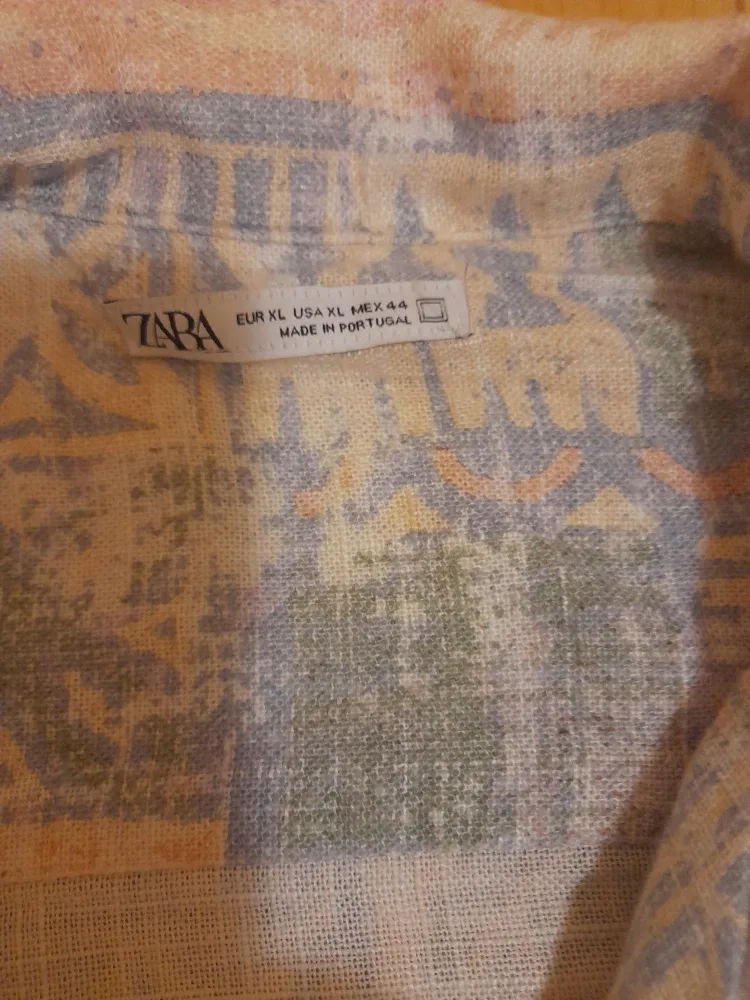 ZARA
EUR XL USA XL MEX 44
MADE IN PORTUGAL